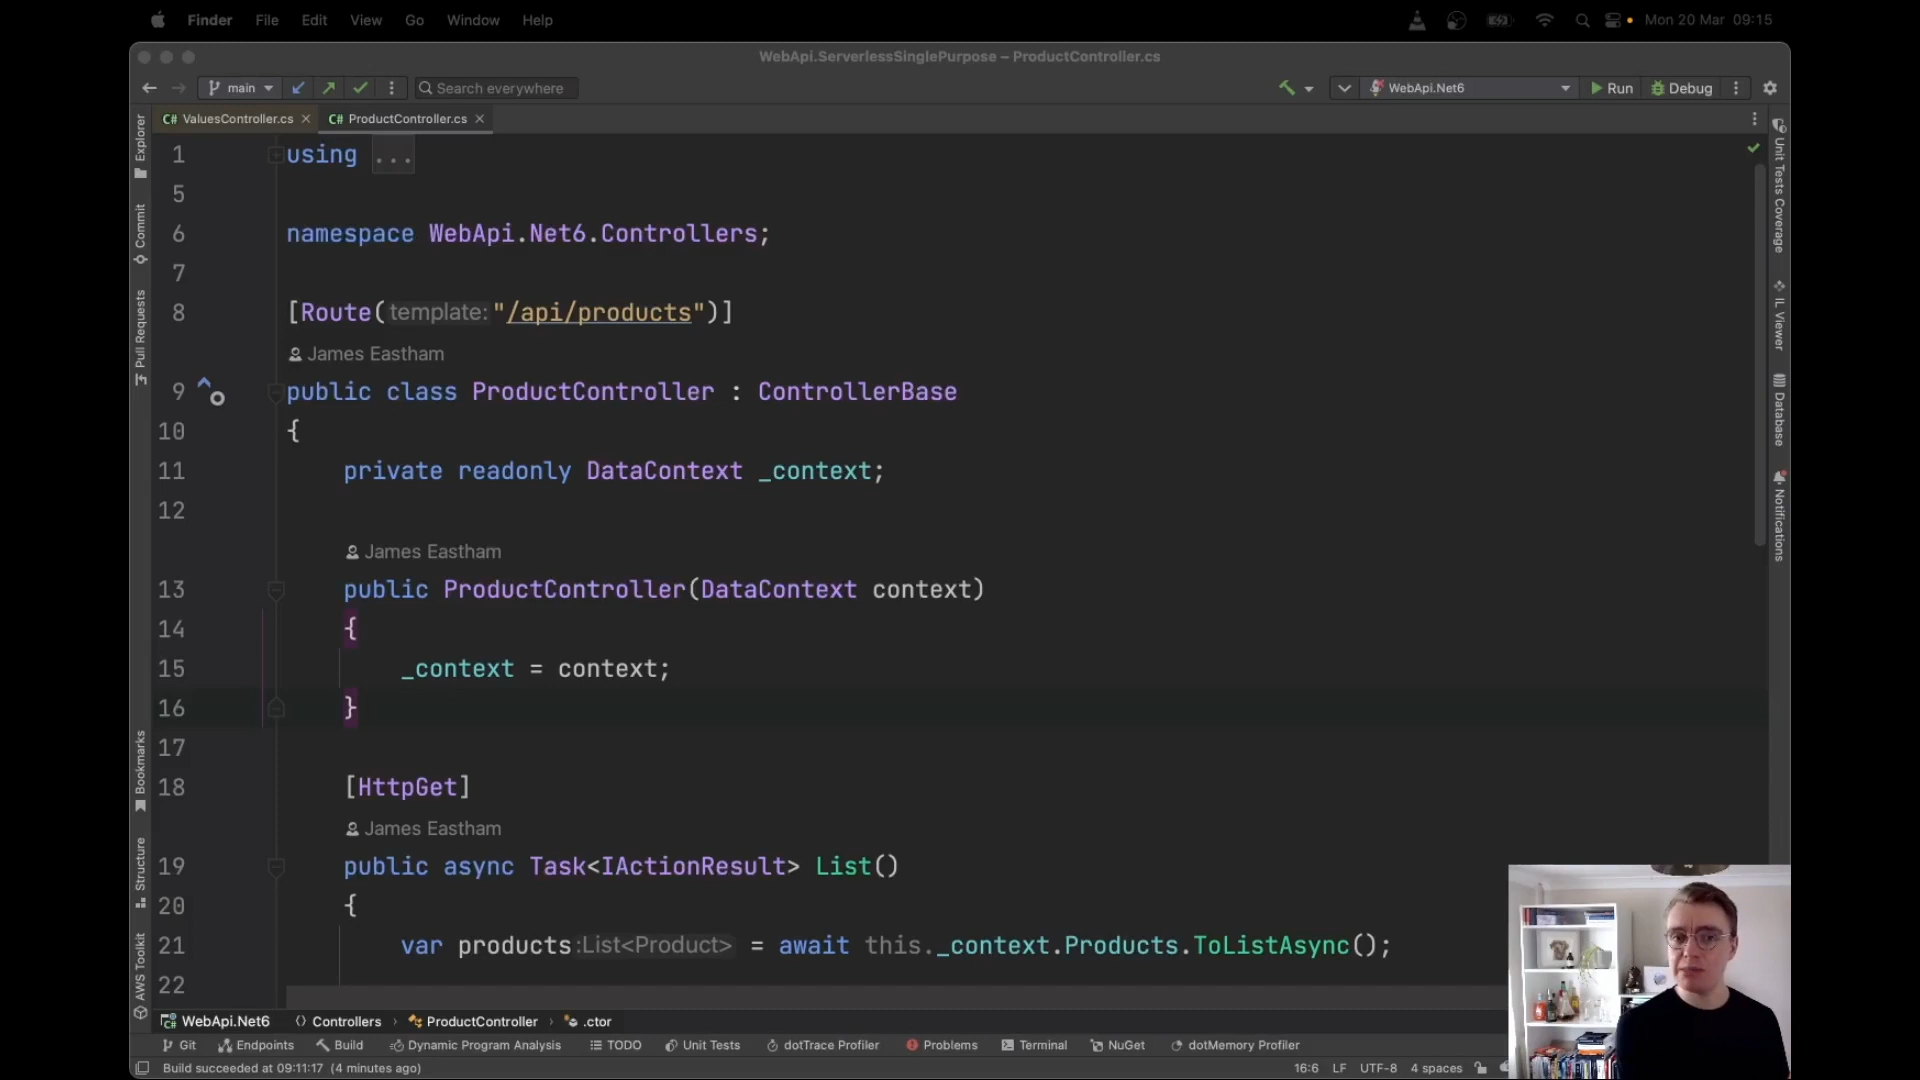 Finder File Edit View Go Window Help Mon 20 Mar 09:15
WebApi.ServerlessSinglePurpose – ProductController.cs
main Search everywhere WebApi.Net6 Run Debug
C# ValuesController.cs C# ProductController.cs
Explorer
Commit
Pull Requests
Bookmarks
Structure
AWS Toolkit
1 using ...
5
6 namespace WebApi.Net6.Controllers;
7
8 [Route(template:"/api/products")]
James Eastham
9 public class ProductController : ControllerBase
10 {
11 private readonly DataContext _context;
12
James Eastham
13 public ProductController(DataContext context)
14 {
15 _context = context;
16 }
17
18 [HttpGet]
James Eastham
19 public async Task<IActionResult> List()
20 {
21 var products:List<Product> = await this._context.Products.ToListAsync();
22
Unit Tests Coverage
IL Viewer
Database
Notifications
WebApi.Net6 Controllers ProductController .ctor
Git Endpoints Build Dynamic Program Analysis TODO Unit Tests dotTrace Profiler Problems Terminal NuGet dotMemory Profiler
Build succeeded at 09:11:17 (4 minutes ago) 16:6 LF UTF-8 4 spaces